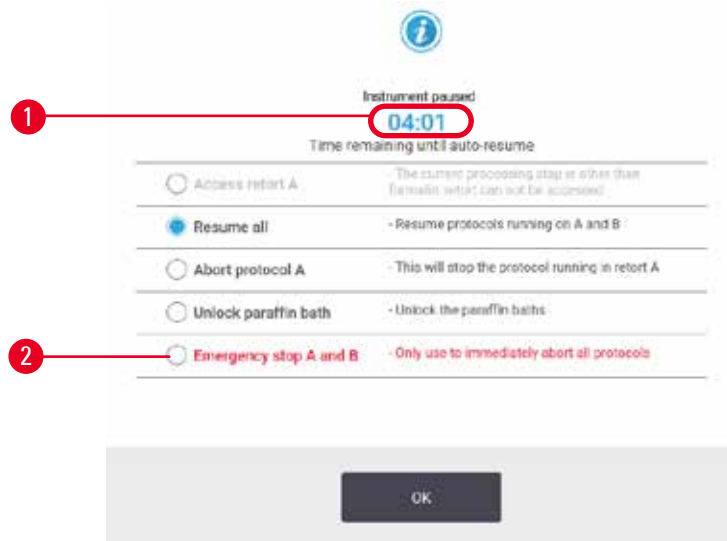 Instrument paused
1
04:01
Time remaining until auto-resume
Access retort A - The current processing step is other than
formalin retort can not be accessed
Resume all - Resume protocols running on A and B
Abort protocol A - This will stop the protocol running in retort A
Unlock paraffin bath - Unlock the paraffin baths
2 Emergency stop A and B - Only use to immediately abort all protocols
OK